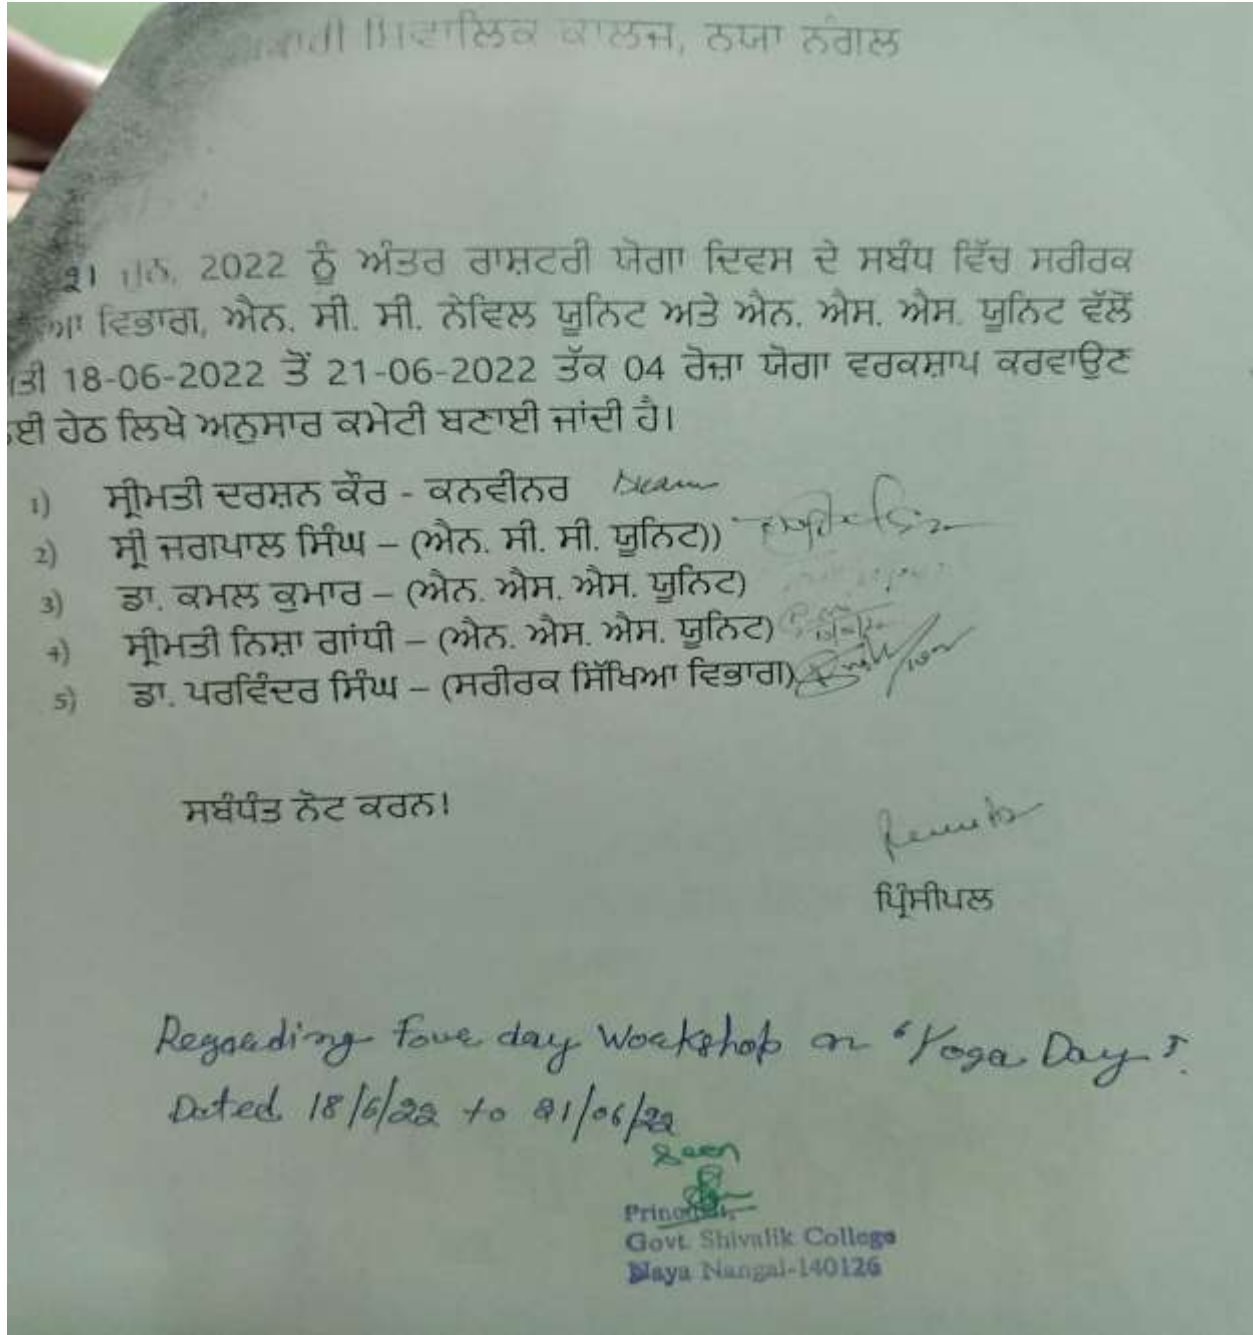 ਸ਼ਿਵਾਲਿਕ ਕਾਲਜ, ਨਯਾ ਨੰਗਲ
21 ਜੂਨ, 2022 ਨੂੰ ਅੰਤਰ ਰਾਸ਼ਟਰੀ ਯੋਗਾ ਦਿਵਸ ਦੇ ਸਬੰਧ ਵਿੱਚ ਸਰੀਰਕ
ਵਿਭਾਗ, ਐਨ. ਸੀ. ਸੀ. ਨੇਵਿਲ ਯੂਨਿਟ ਅਤੇ ਐਨ. ਐਸ. ਐਸ. ਯੂਨਿਟ ਵੱਲੋਂ
ਤੀ 18-06-2022 ਤੋਂ 21-06-2022 ਤੱਕ 04 ਰੋਜ਼ਾ ਯੋਗਾ ਵਰਕਸ਼ਾਪ ਕਰਵਾਉਣ
ਈ ਹੇਠ ਲਿਖੇ ਅਨੁਸਾਰ ਕਮੇਟੀ ਬਣਾਈ ਜਾਂਦੀ ਹੈ।
1) ਸ੍ਰੀਮਤੀ ਦਰਸ਼ਨ ਕੌਰ - ਕਨਵੀਨਰ
2) ਸ੍ਰੀ ਜਗਪਾਲ ਸਿੰਘ – (ਐਨ. ਸੀ. ਸੀ. ਯੂਨਿਟ))
3) ਡਾ. ਕਮਲ ਕੁਮਾਰ – (ਐਨ. ਐਸ. ਐਸ. ਯੂਨਿਟ)
4) ਸ੍ਰੀਮਤੀ ਨਿਸ਼ਾ ਗਾਂਧੀ – (ਐਨ. ਐਸ. ਐਸ. ਯੂਨਿਟ)
5) ਡਾ. ਪਰਵਿੰਦਰ ਸਿੰਘ – (ਸਰੀਰਕ ਸਿੱਖਿਆ ਵਿਭਾਗ)
ਸਬੰਧੰਤ ਨੋਟ ਕਰਨ।
ਪ੍ਰਿੰਸੀਪਲ
Regarding Four day Workshop on "Yoga Day".
Dated 18/6/22 to 21/06/22
Seen
Principal,
Govt. Shivalik College
Naya Nangal-140126